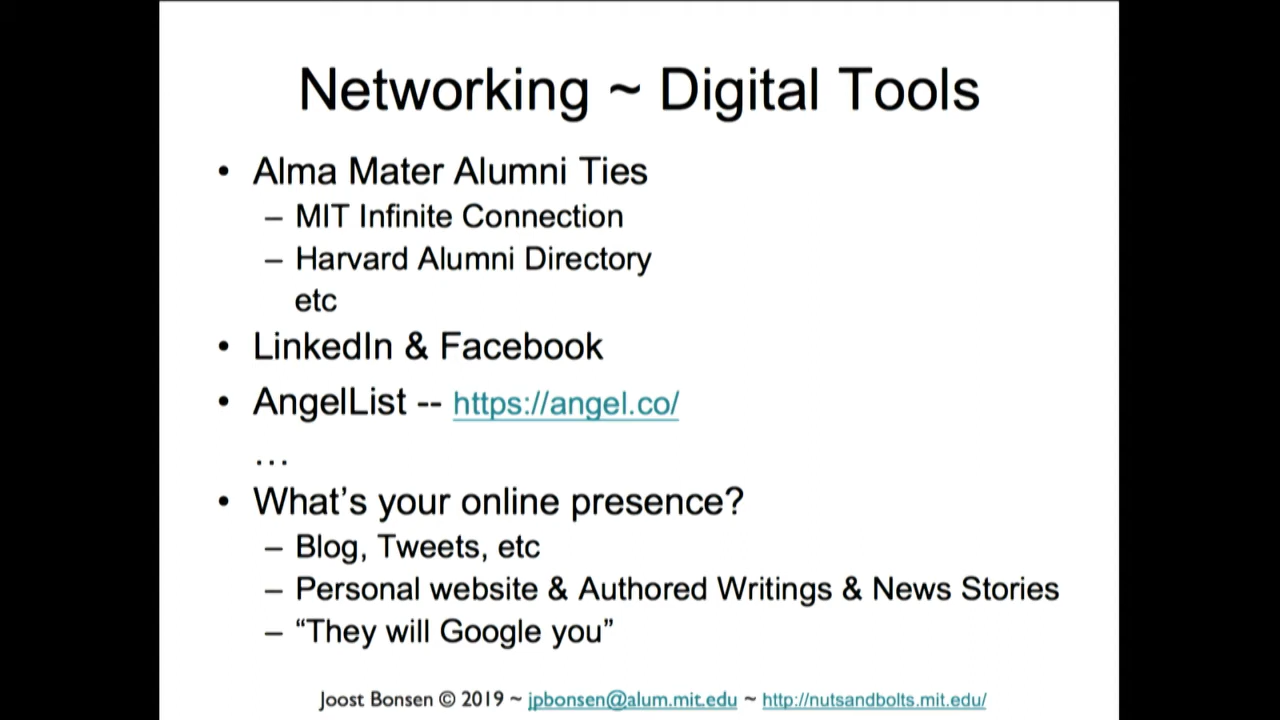 Networking ~ Digital Tools
• Alma Mater Alumni Ties
– MIT Infinite Connection
– Harvard Alumni Directory
etc
• LinkedIn & Facebook
• AngelList -- https://angel.co/
…
• What's your online presence?
– Blog, Tweets, etc
– Personal website & Authored Writings & News Stories
– “They will Google you”
Joost Bonsen © 2019 ~ jpbonsen@alum.mit.edu ~ http://nutsandbolts.mit.edu/